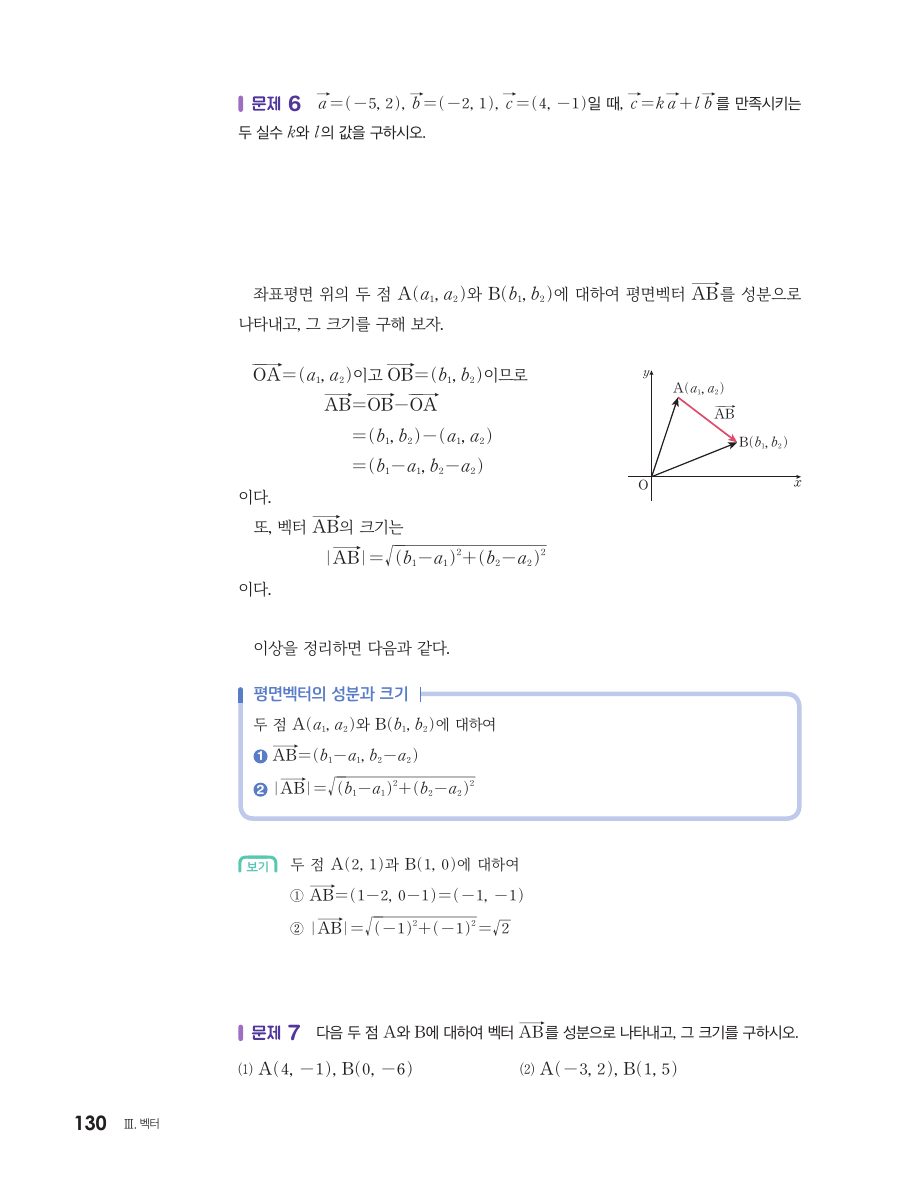 문제 6 a⃗=(-5, 2), b⃗=(-2, 1), c⃗=(4, -1)일 때, c⃗=ka⃗+lb⃗를 만족시키는
두 실수 k와 l의 값을 구하시오.
좌표평면 위의 두 점 A(a₁, a₂)와 B(b₁, b₂)에 대하여 평면벡터 AB→를 성분으로
나타내고, 그 크기를 구해 보자.
OA→=(a₁, a₂)이고 OB→=(b₁, b₂)이므로
AB→=OB→-OA→
=(b₁, b₂)-(a₁, a₂)
=(b₁-a₁, b₂-a₂)
이다.
또, 벡터 AB→의 크기는
|AB→|=√((b₁-a₁)²+(b₂-a₂)²)
이다.
y
A(a₁, a₂)
AB→
B(b₁, b₂)
O
x
이상을 정리하면 다음과 같다.
평면벡터의 성분과 크기
두 점 A(a₁, a₂)와 B(b₁, b₂)에 대하여
❶ AB→=(b₁-a₁, b₂-a₂)
❷ |AB→|=√((b₁-a₁)²+(b₂-a₂)²)
보기 두 점 A(2, 1)과 B(1, 0)에 대하여
① AB→=(1-2, 0-1)=(-1, -1)
② |AB→|=√((-1)²+(-1)²)=√2
문제 7 다음 두 점 A와 B에 대하여 벡터 AB→를 성분으로 나타내고, 그 크기를 구하시오.
⑴ A(4, -1), B(0, -6) ⑵ A(-3, 2), B(1, 5)
130 Ⅲ. 벡터